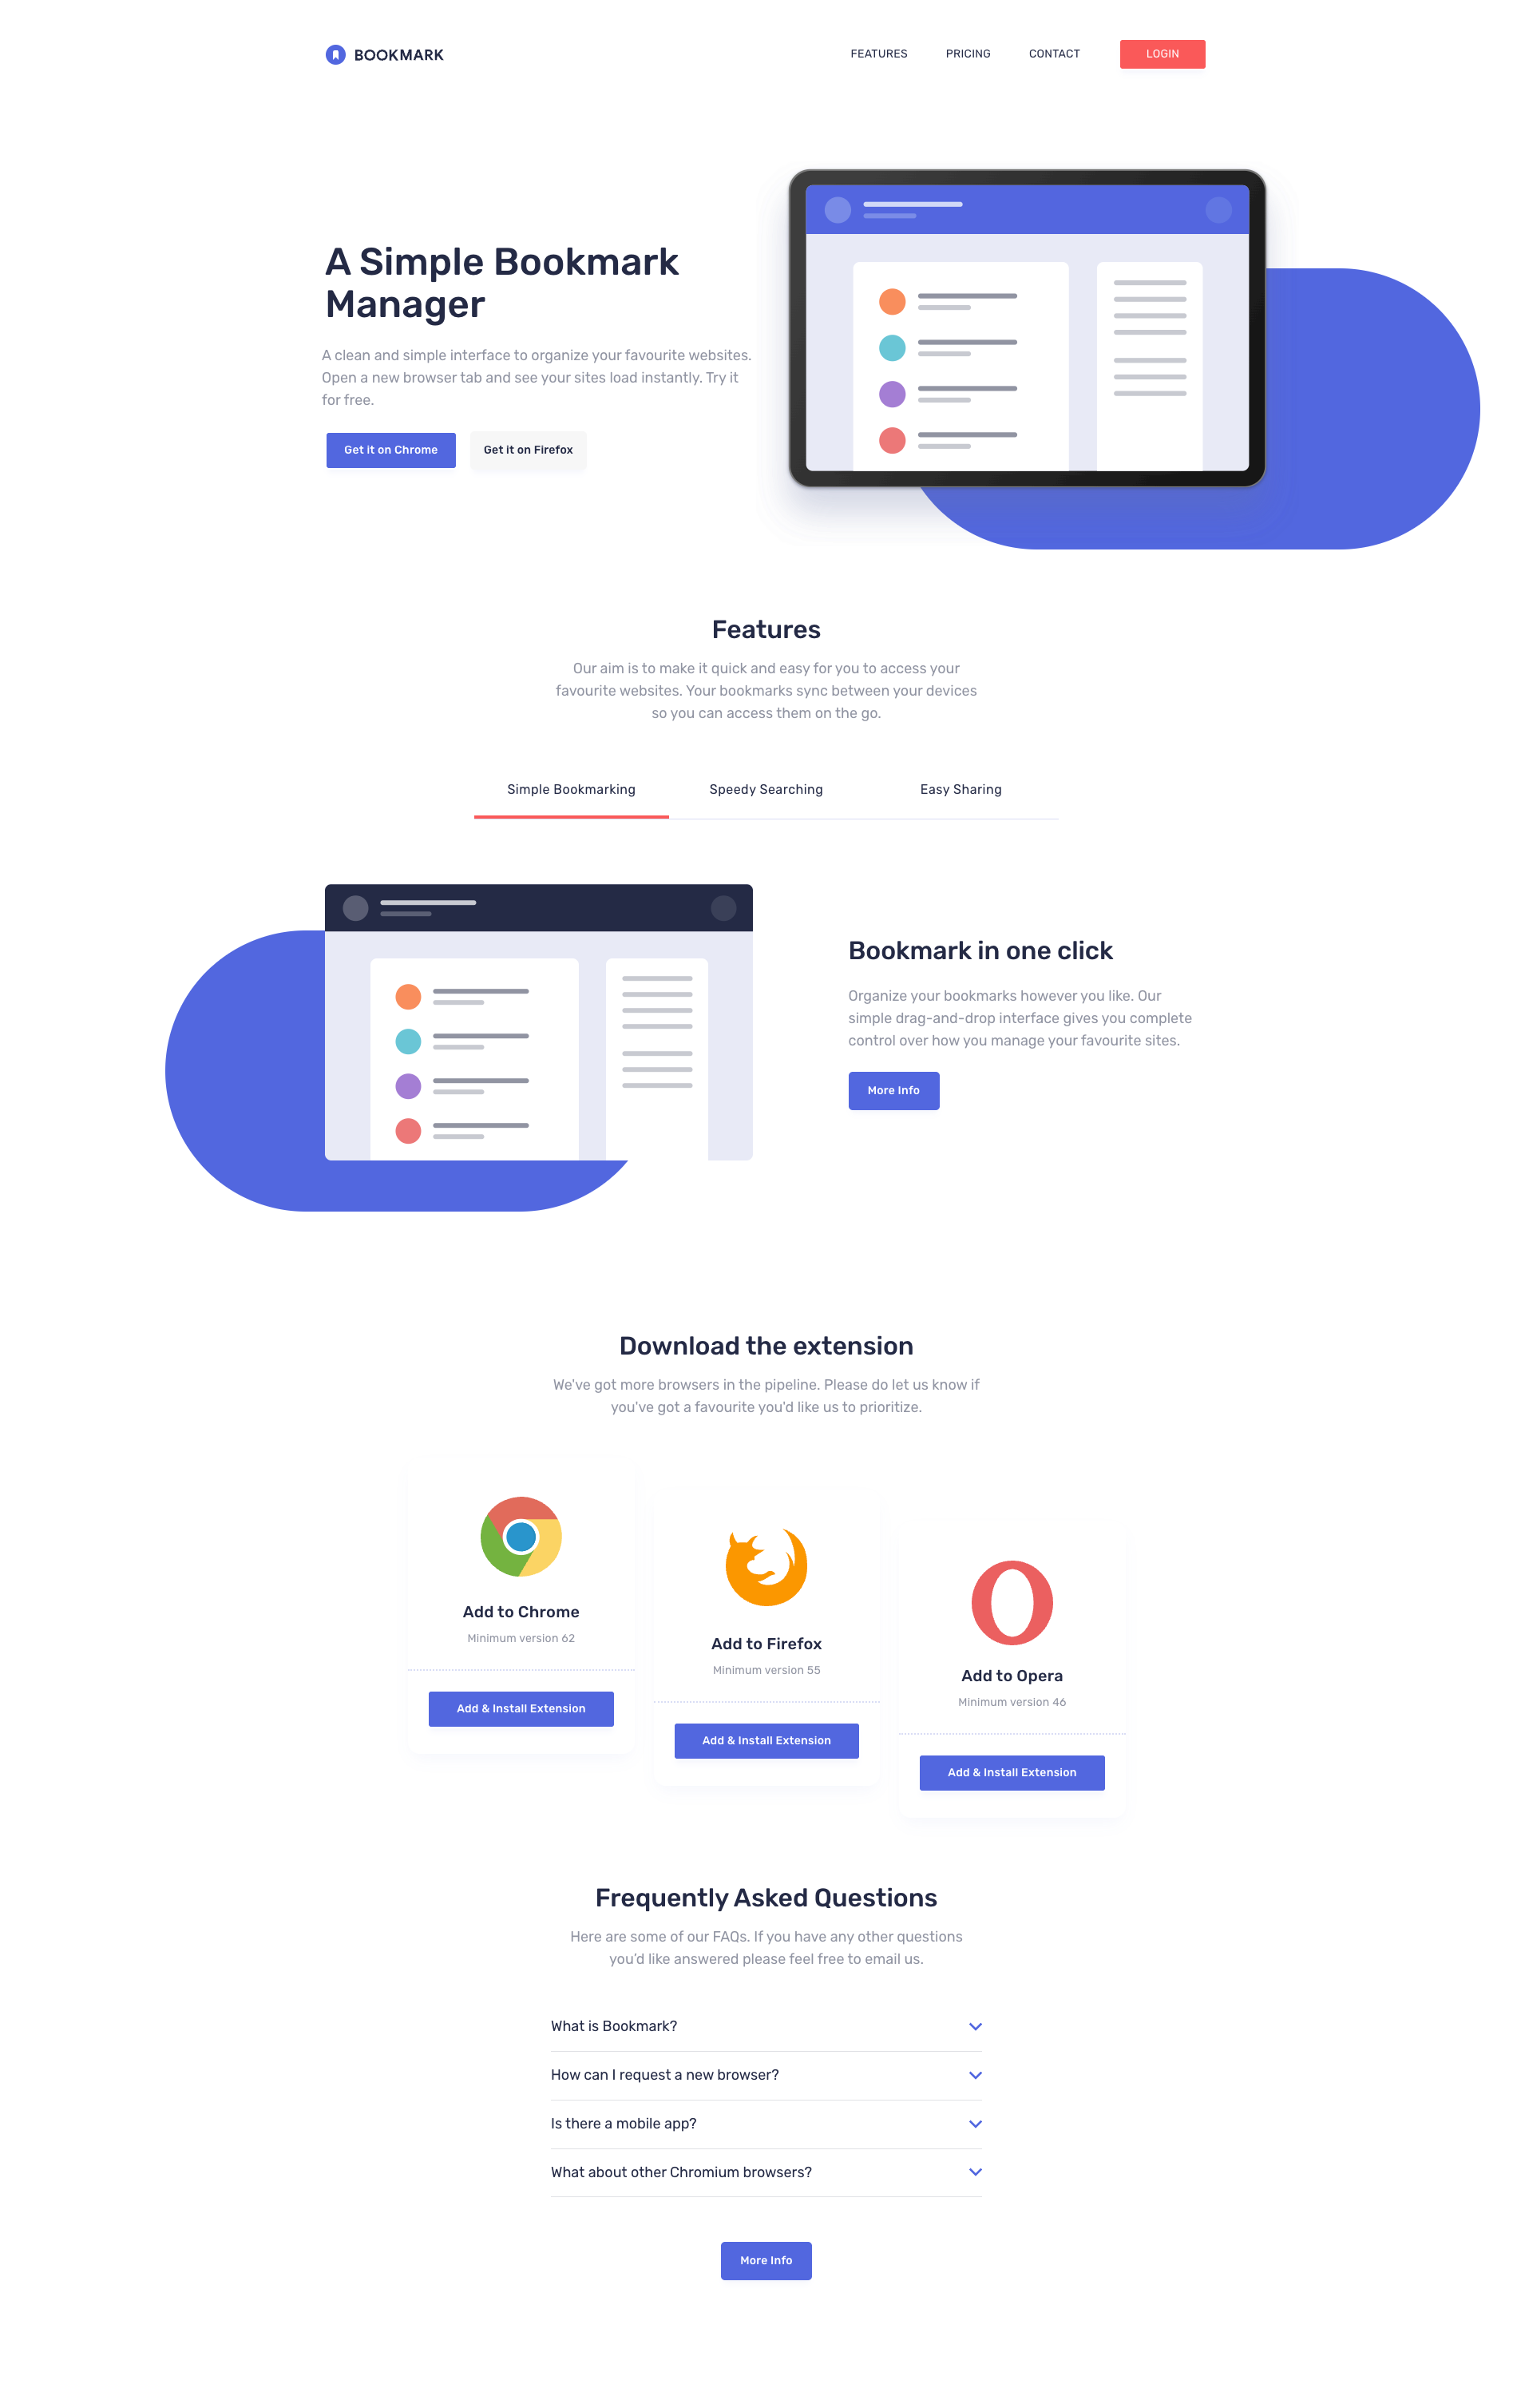 BOOKMARK
FEATURES
PRICING
CONTACT
LOGIN
A Simple Bookmark
Manager
A clean and simple interface to organize your favourite websites.
Open a new browser tab and see your sites load instantly. Try it
for free.
Get it on Chrome
Get it on Firefox
Features
Our aim is to make it quick and easy for you to access your
favourite websites. Your bookmarks sync between your devices
so you can access them on the go.
Simple Bookmarking
Speedy Searching
Easy Sharing
Bookmark in one click
Organize your bookmarks however you like. Our
simple drag-and-drop interface gives you complete
control over how you manage your favourite sites.
More Info
Download the extension
We've got more browsers in the pipeline. Please do let us know if
you've got a favourite you'd like us to prioritize.
Add to Chrome
Minimum version 62
Add & Install Extension
Add to Firefox
Minimum version 55
Add & Install Extension
Add to Opera
Minimum version 46
Add & Install Extension
Frequently Asked Questions
Here are some of our FAQs. If you have any other questions
you'd like answered please feel free to email us.
What is Bookmark?
How can I request a new browser?
Is there a mobile app?
What about other Chromium browsers?
More Info